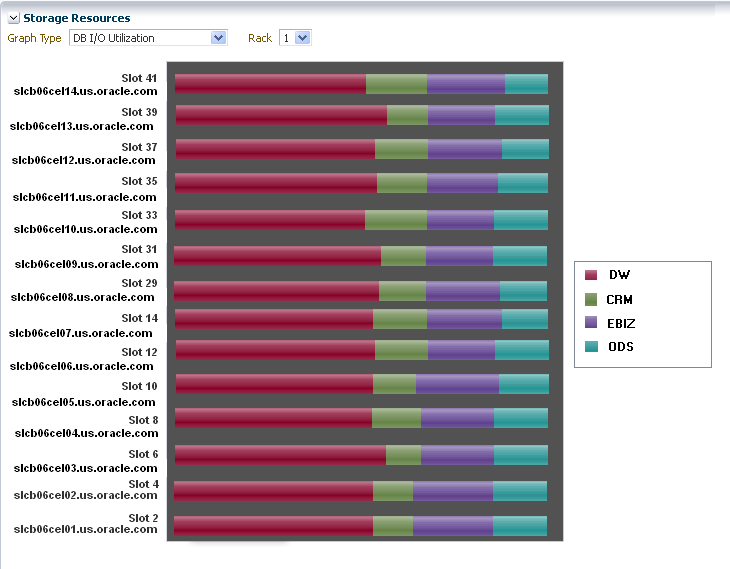 Storage Resources
Graph Type DB I/O Utilization Rack 1
Slot 41
slcb06cel14.us.oracle.com
Slot 39
slcb06cel13.us.oracle.com
Slot 37
slcb06cel12.us.oracle.com
Slot 35
slcb06cel11.us.oracle.com
Slot 33
slcb06cel10.us.oracle.com
Slot 31
slcb06cel09.us.oracle.com
Slot 29
slcb06cel08.us.oracle.com
Slot 14
slcb06cel07.us.oracle.com
Slot 12
slcb06cel06.us.oracle.com
Slot 10
slcb06cel05.us.oracle.com
Slot 8
slcb06cel04.us.oracle.com
Slot 6
slcb06cel03.us.oracle.com
Slot 4
slcb06cel02.us.oracle.com
Slot 2
slcb06cel01.us.oracle.com
DW
CRM
EBIZ
ODS